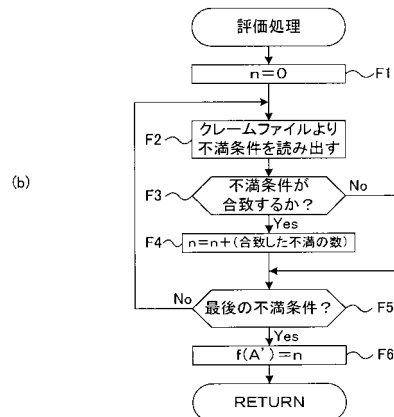 評価処理
n=0
F1
クレームファイルより
不満条件を読み出す
F2
(b)
不満条件が
合致するか？
F3
No
Yes
n=n+(合致した不満の数)
F4
No
最後の不満条件？
F5
Yes
f(A')=n
F6
RETURN